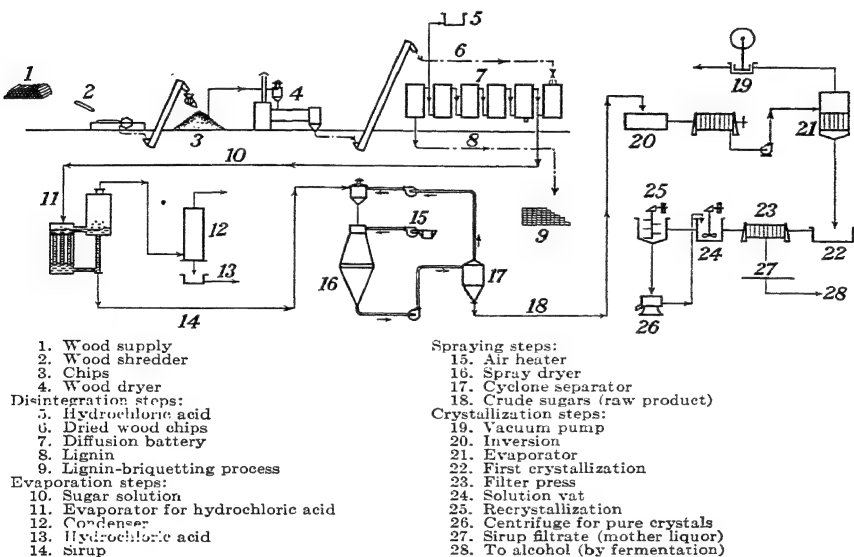 1
2
3
4
5
6
7
8
9
10
11
12
13
14
15
16
17
18
19
20
21
22
23
24
25
26
27
28
1. Wood supply
2. Wood shredder
3. Chips
4. Wood dryer
Disintegration steps:
5. Hydrochloric acid
6. Dried wood chips
7. Diffusion battery
8. Lignin
9. Lignin-briquetting process
Evaporation steps:
10. Sugar solution
11. Evaporator for hydrochloric acid
12. Condenser
13. Hydrochloric acid
14. Sirup
Spraying steps:
15. Air heater
16. Spray dryer
17. Cyclone separator
18. Crude sugars (raw product)
Crystallization steps:
19. Vacuum pump
20. Inversion
21. Evaporator
22. First crystallization
23. Filter press
24. Solution vat
25. Recrystallization
26. Centrifuge for pure crystals
27. Sirup filtrate (mother liquor)
28. To alcohol (by fermentation)